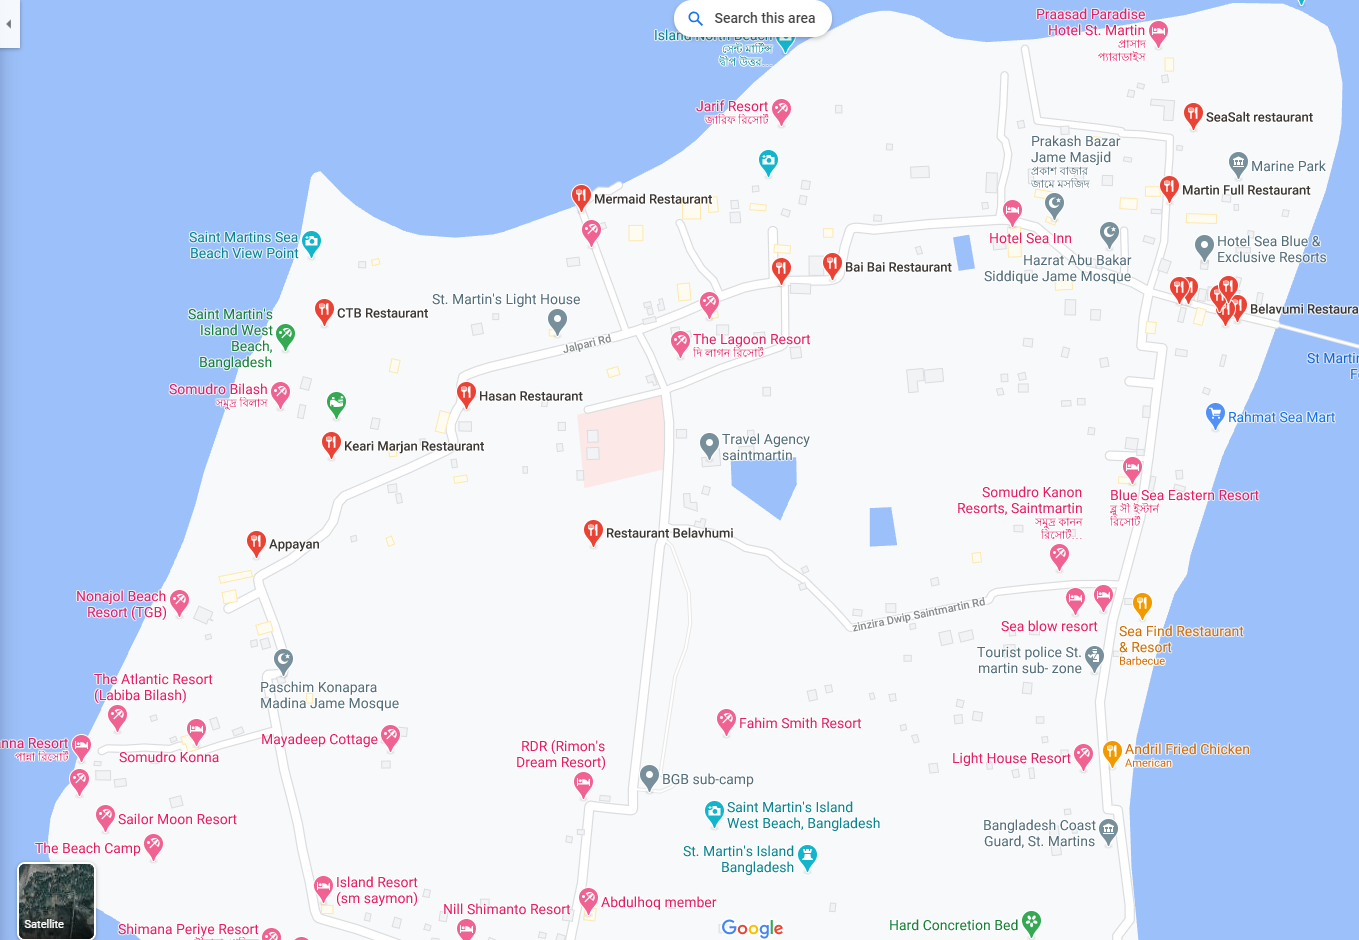 Search this area
Island North Beach
সেন্ট মার্টিন্স
দ্বীপ উত্তর...
Praasad Paradise
Hotel St. Martin
প্রাসাদ
প্যারাডাইস
Jarif Resort
জারিফ রিসোর্ট
SeaSalt restaurant
Prakash Bazar
Jame Masjid
প্রকাশ বাজার
জামে মসজিদ
Marine Park
Martin Full Restaurant
Mermaid Restaurant
Hotel Sea Inn
Saint Martins Sea
Beach View Point
Hotel Sea Blue &
Exclusive Resorts
Hazrat Abu Bakar
Siddique Jame Mosque
Bai Bai Restaurant
St. Martin's Light House
CTB Restaurant
Saint Martin's
Island West
Beach,
Bangladesh
Belavumi Restaura
Jalpari Rd
The Lagoon Resort
দি লাগন রিসোর্ট
St Martin
Somudro Bilash
সমুদ্র বিলাস
Hasan Restaurant
Rahmat Sea Mart
Keari Marjan Restaurant
Travel Agency
saintmartin
Somudro Kanon
Resorts, Saintmartin
সমুদ্র কানন
রিসোর্ট...
Blue Sea Eastern Resort
ব্লু সী ইস্টার্ন
রিসোর্ট
Restaurant Belavhumi
Appayan
Nonajol Beach
Resort (TGB)
zinzira Dwip Saintmartin Rd
Sea blow resort
Sea Find Restaurant
& Resort
Barbecue
Tourist police St.
martin sub- zone
The Atlantic Resort
(Labiba Bilash)
Paschim Konapara
Madina Jame Mosque
Fahim Smith Resort
nna Resort
পান্না রিসোর্ট
Somudro Konna
Mayadeep Cottage
RDR (Rimon's
Dream Resort)
Andril Fried Chicken
American
Light House Resort
BGB sub-camp
Saint Martin's Island
West Beach, Bangladesh
Sailor Moon Resort
Bangladesh Coast
Guard, St. Martins
The Beach Camp
St. Martin's Island
Bangladesh
Island Resort
(sm saymon)
Satellite
Nill Shimanto Resort
Abdulhoq member
Shimana Periye Resort
Google
Hard Concretion Bed